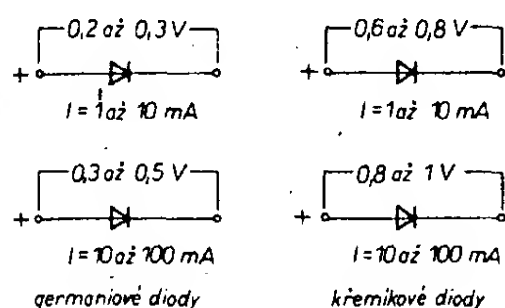 0,2 až 0,3 V
+
I = 1 až 10 mA
0,6 až 0,8 V
+
I = 1 až 10 mA
0,3 až 0,5 V
+
I = 10 až 100 mA
0,8 až 1 V
+
I = 10 až 100 mA
germaniové diody
křemíkové diody